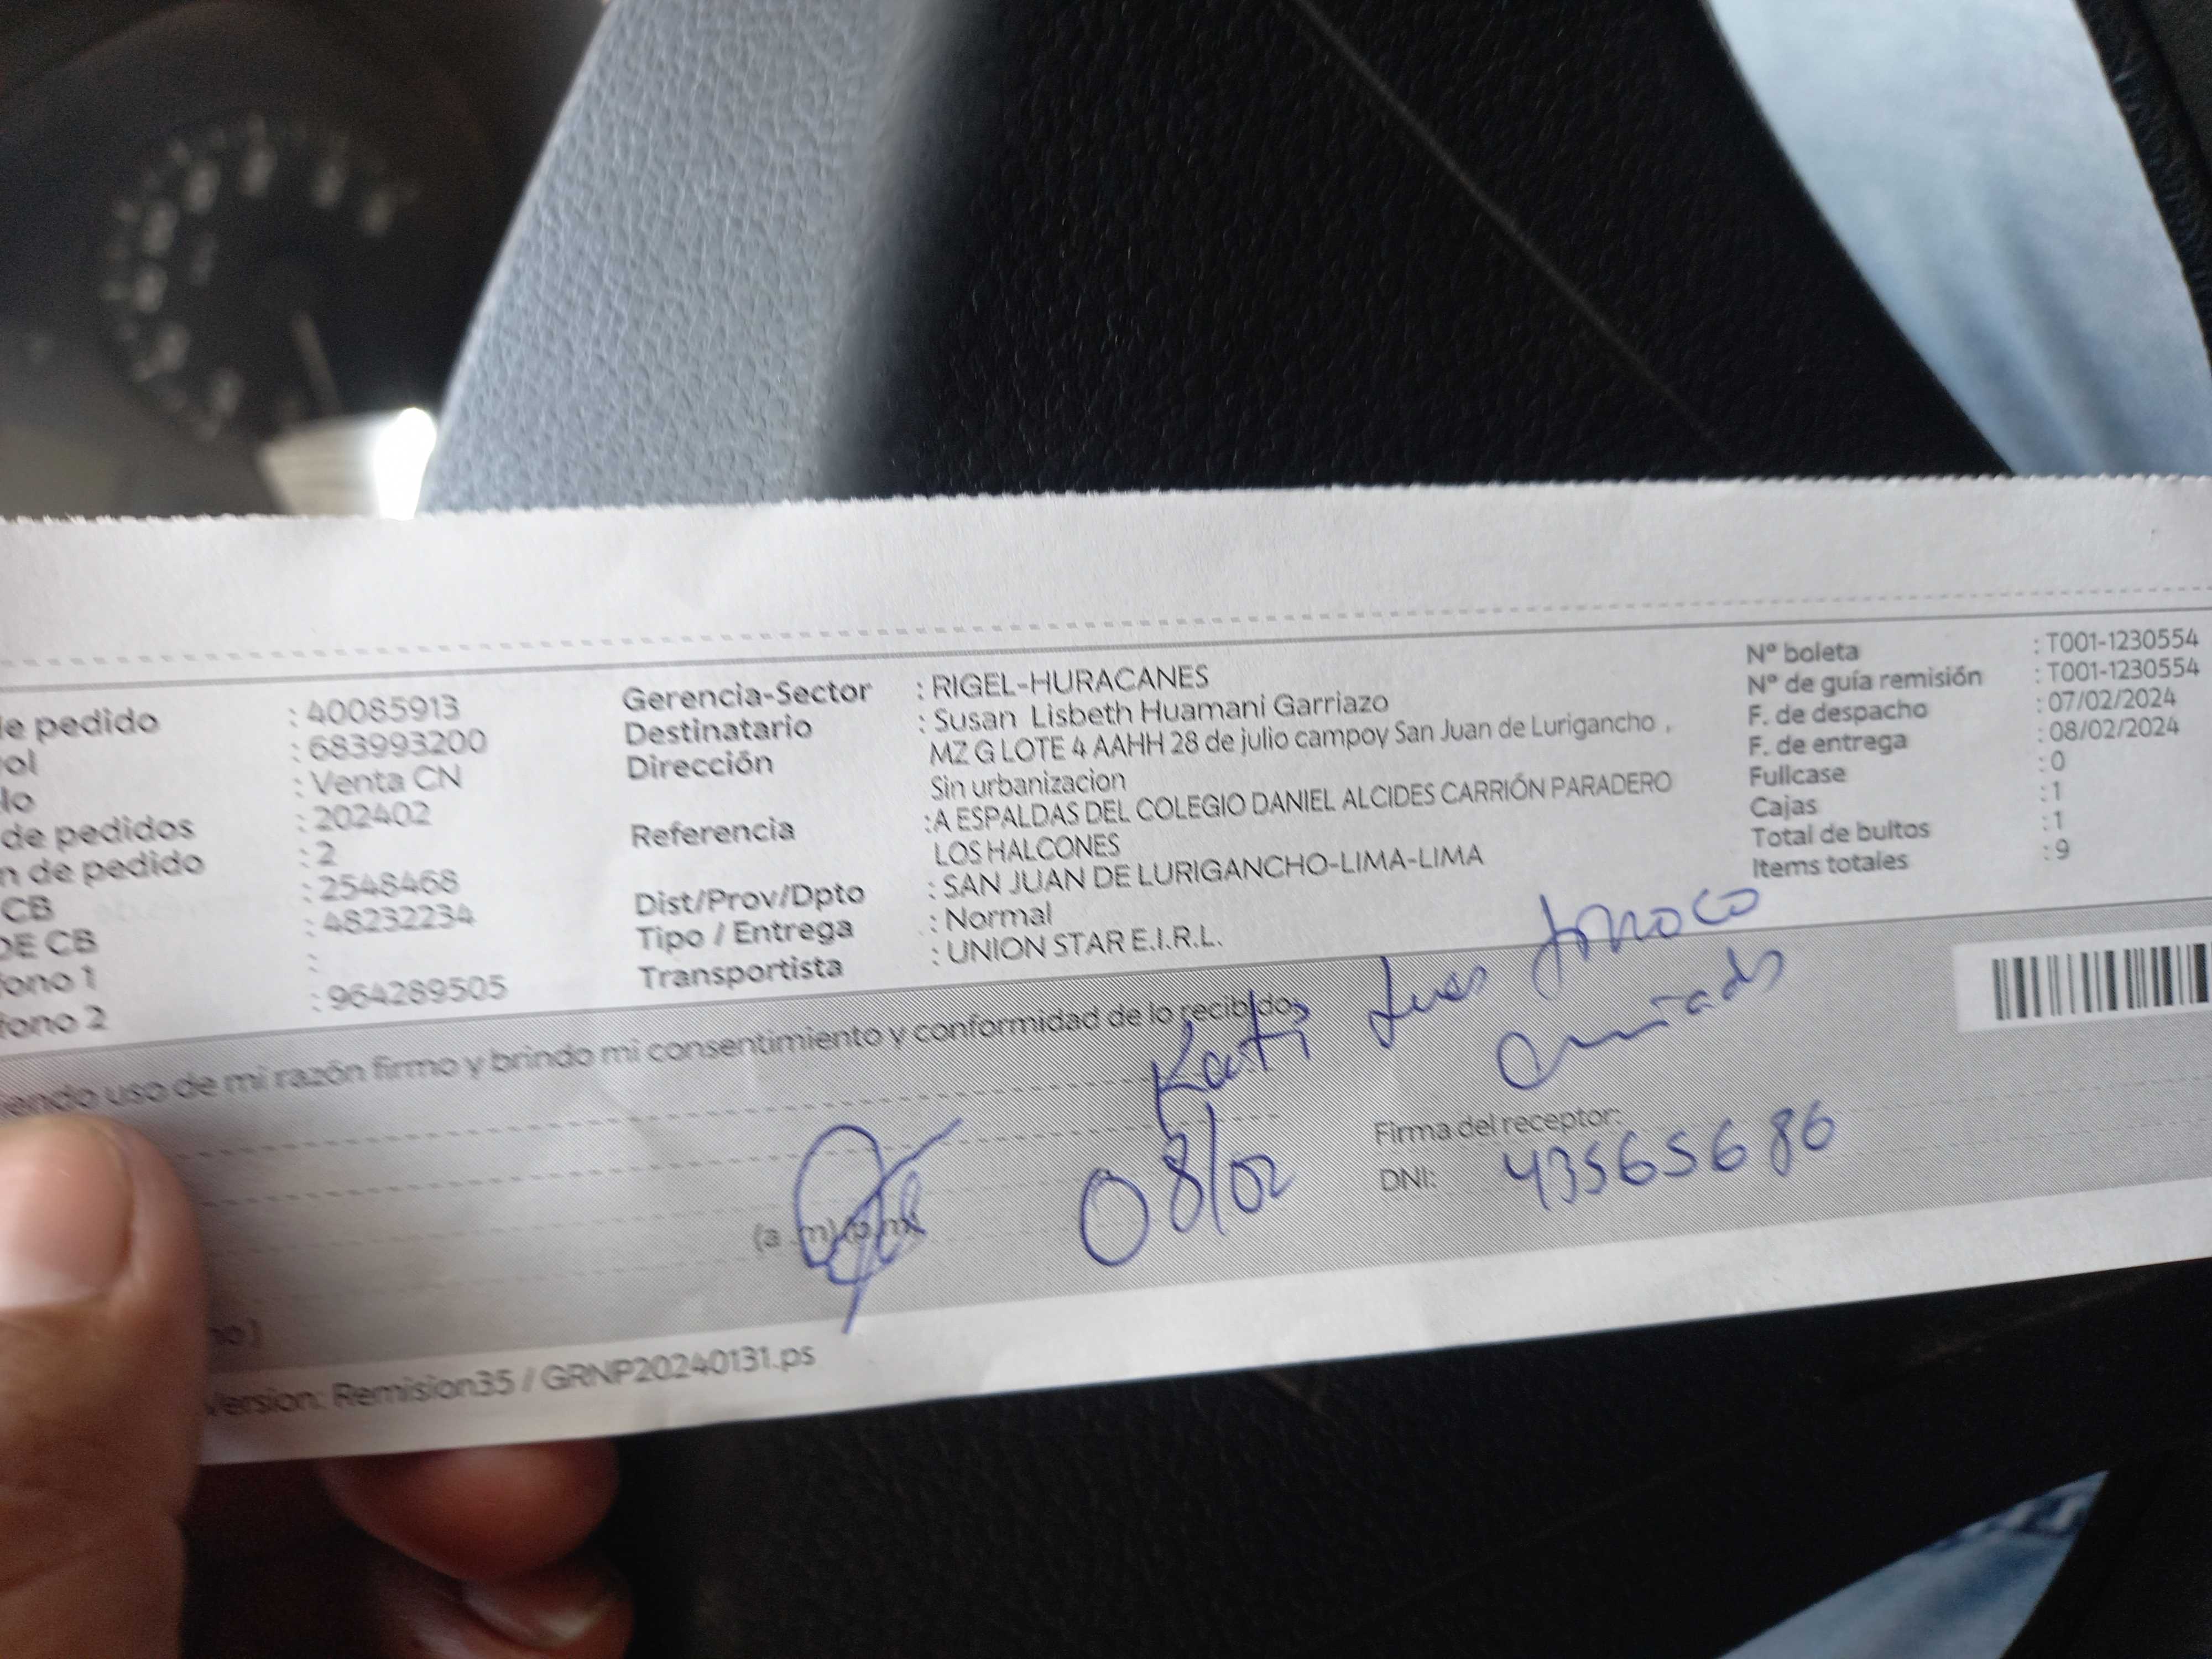 de pedido : 40085913
ol : 683993200
lo : Venta CN
de pedidos : 202402
n de pedido : 2
CB : 2548468
DE CB : 48232234
fono 1 :
fono 2 : 964289505
Gerencia-Sector : RIGEL-HURACANES
Destinatario : Susan Lisbeth Huamani Garriazo
Dirección MZ G LOTE 4 AAHH 28 de julio campoy San Juan de Lurigancho ,
Sin urbanizacion
Referencia :A ESPALDAS DEL COLEGIO DANIEL ALCIDES CARRIÓN PARADERO
LOS HALCONES
Dist/Prov/Dpto : SAN JUAN DE LURIGANCHO-LIMA-LIMA
Tipo / Entrega : Normal
Transportista : UNION STAR E.I.R.L.
Nº boleta : T001-1230554
Nº de guía remisión : T001-1230554
F. de despacho : 07/02/2024
F. de entrega : 08/02/2024
Fullcase : 0
Cajas : 1
Total de bultos : 1
Items totales : 9
iendo uso de mi razón firmo y brindo mi consentimiento y conformidad de lo recibido.
Kati
(a .m) (p.m)
08/02
Firma del receptor:
DNI: 43565686
no)
Version: Remision35 / GRNP20240131.ps